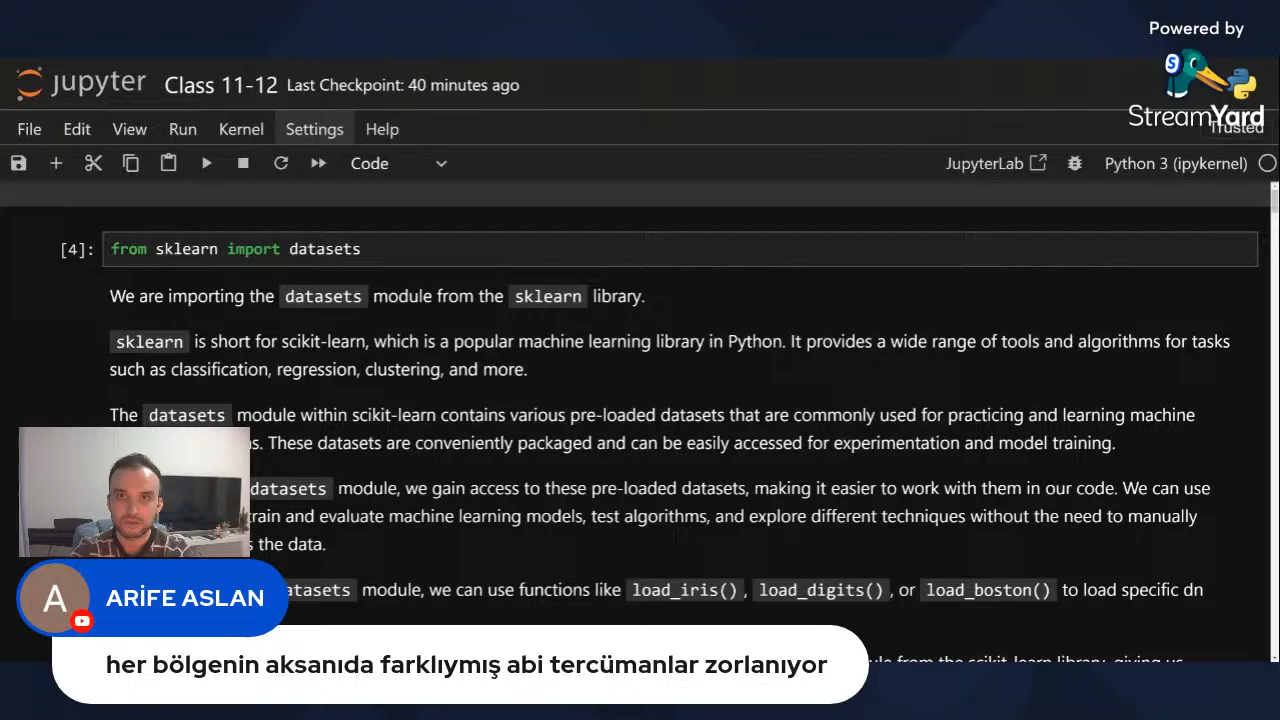 Powered by
StreamYard
jupyter Class 11-12 Last Checkpoint: 40 minutes ago
File Edit View Run Kernel Settings Help
Trusted
Code
JupyterLab
Python 3 (ipykernel)
[4]: from sklearn import datasets
We are importing the datasets module from the sklearn library.
sklearn is short for scikit-learn, which is a popular machine learning library in Python. It provides a wide range of tools and algorithms for tasks
such as classification, regression, clustering, and more.
The datasets module within scikit-learn contains various pre-loaded datasets that are commonly used for practicing and learning machine
These datasets are conveniently packaged and can be easily accessed for experimentation and model training.
datasets module, we gain access to these pre-loaded datasets, making it easier to work with them in our code. We can use
and evaluate machine learning models, test algorithms, and explore different techniques without the need to manually
the data.
module, we can use functions like load_iris(), load_digits(), or load_boston() to load specific dn
from the scikit-learn library, giving us
A
ARİFE ASLAN
her bölgenin aksanıda farklıymış abi tercümanlar zorlanıyor